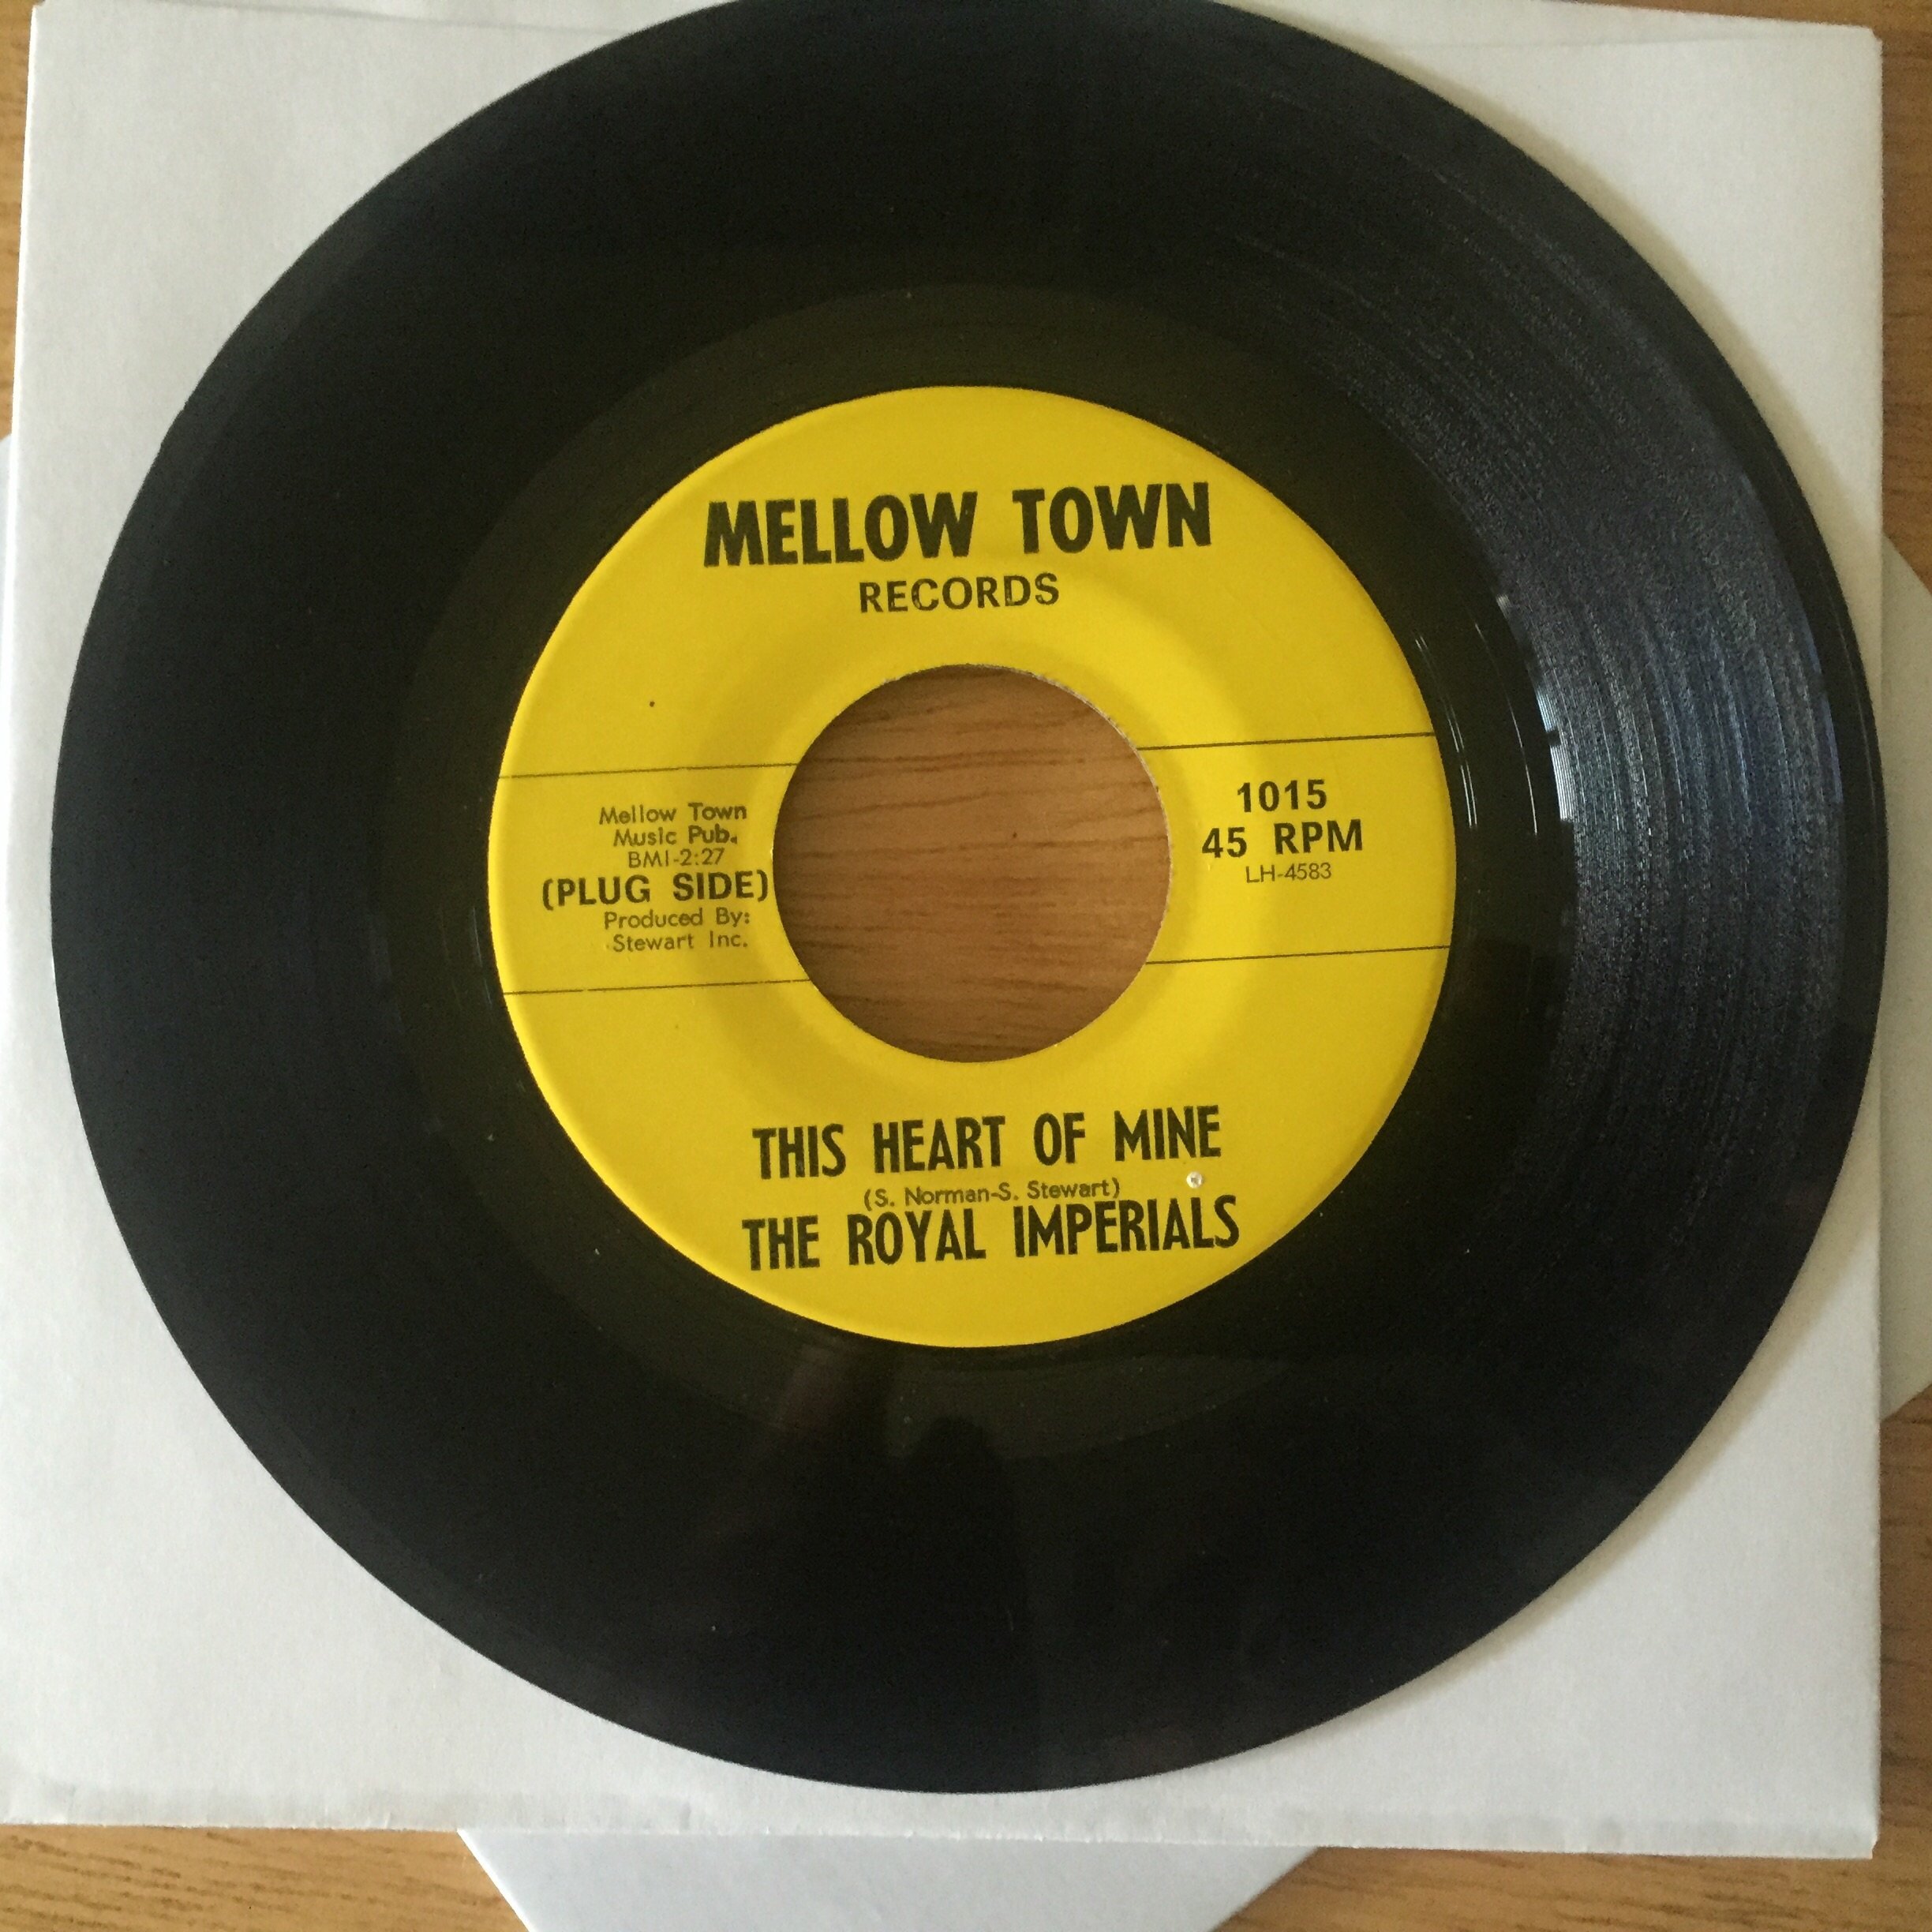 MELLOW TOWN
RECORDS
Mellow Town
Music Pub.
BMI-2:27
(PLUG SIDE)
Produced By:
Stewart Inc.
1015
45 RPM
LH-4583
THIS HEART OF MINE
(S. Norman-S. Stewart)
THE ROYAL IMPERIALS